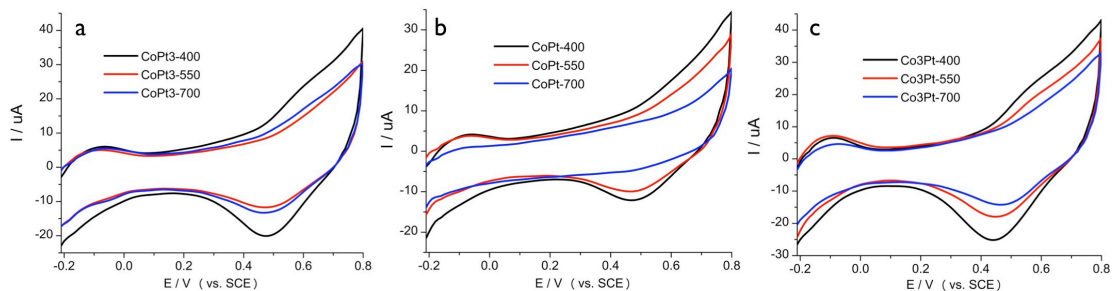 a
CoPt3-400
CoPt3-550
CoPt3-700
I / uA
40
30
20
10
0
-10
-20
-0.2 0.0 0.2 0.4 0.6 0.8
E / V ( vs. SCE)
b
CoPt-400
CoPt-550
CoPt-700
I / uA
30
20
10
0
-10
-20
-0.2 0.0 0.2 0.4 0.6 0.8
E / V ( vs. SCE)
c
Co3Pt-400
Co3Pt-550
Co3Pt-700
I / uA
40
30
20
10
0
-10
-20
-30
-0.2 0.0 0.2 0.4 0.6 0.8
E / V ( vs. SCE)